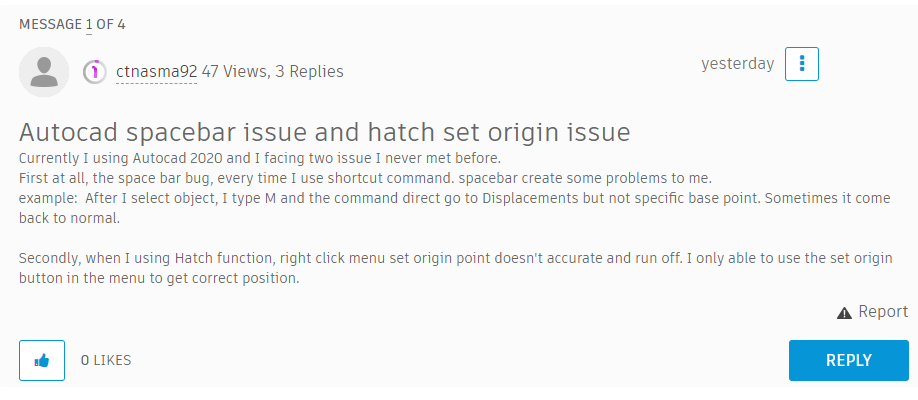 MESSAGE 1 OF 4
ctnasma92 47 Views, 3 Replies
yesterday
Autocad spacebar issue and hatch set origin issue
Currently I using Autocad 2020 and I facing two issue I never met before.
First at all, the space bar bug, every time I use shortcut command. spacebar create some problems to me.
example:  After I select object, I type M and the command direct go to Displacements but not specific base point. Sometimes it come
back to normal.
Secondly, when I using Hatch function, right click menu set origin point doesn't accurate and run off. I only able to use the set origin
button in the menu to get correct position.
Report
0 LIKES
REPLY